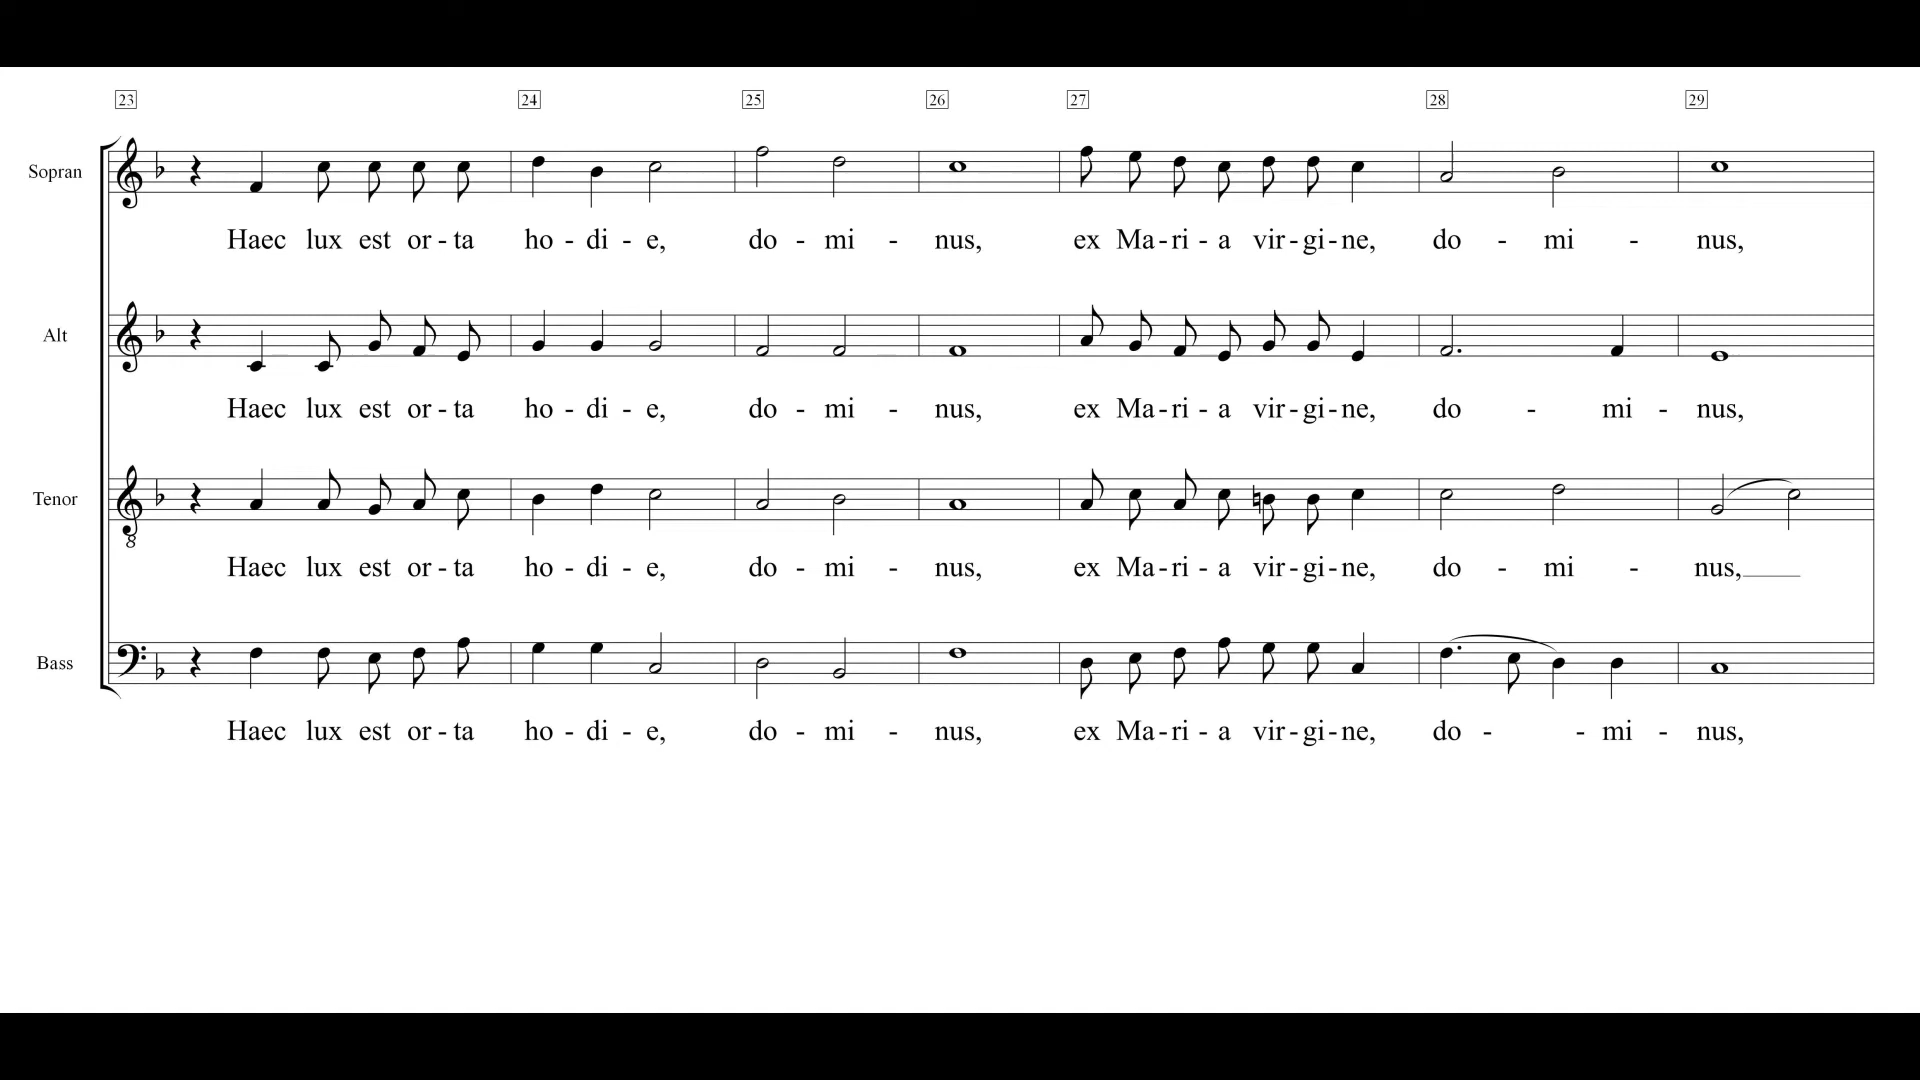 23 24 25 26 27 28 29
Sopran
Haec lux est or - ta ho - di - e, do - mi - nus, ex Ma - ri - a vir - gi - ne, do - mi - nus,
Alt
Haec lux est or - ta ho - di - e, do - mi - nus, ex Ma - ri - a vir - gi - ne, do - mi - nus,
Tenor
8
Haec lux est or - ta ho - di - e, do - mi - nus, ex Ma - ri - a vir - gi - ne, do - mi - nus,
Bass
Haec lux est or - ta ho - di - e, do - mi - nus, ex Ma - ri - a vir - gi - ne, do - - mi - nus,